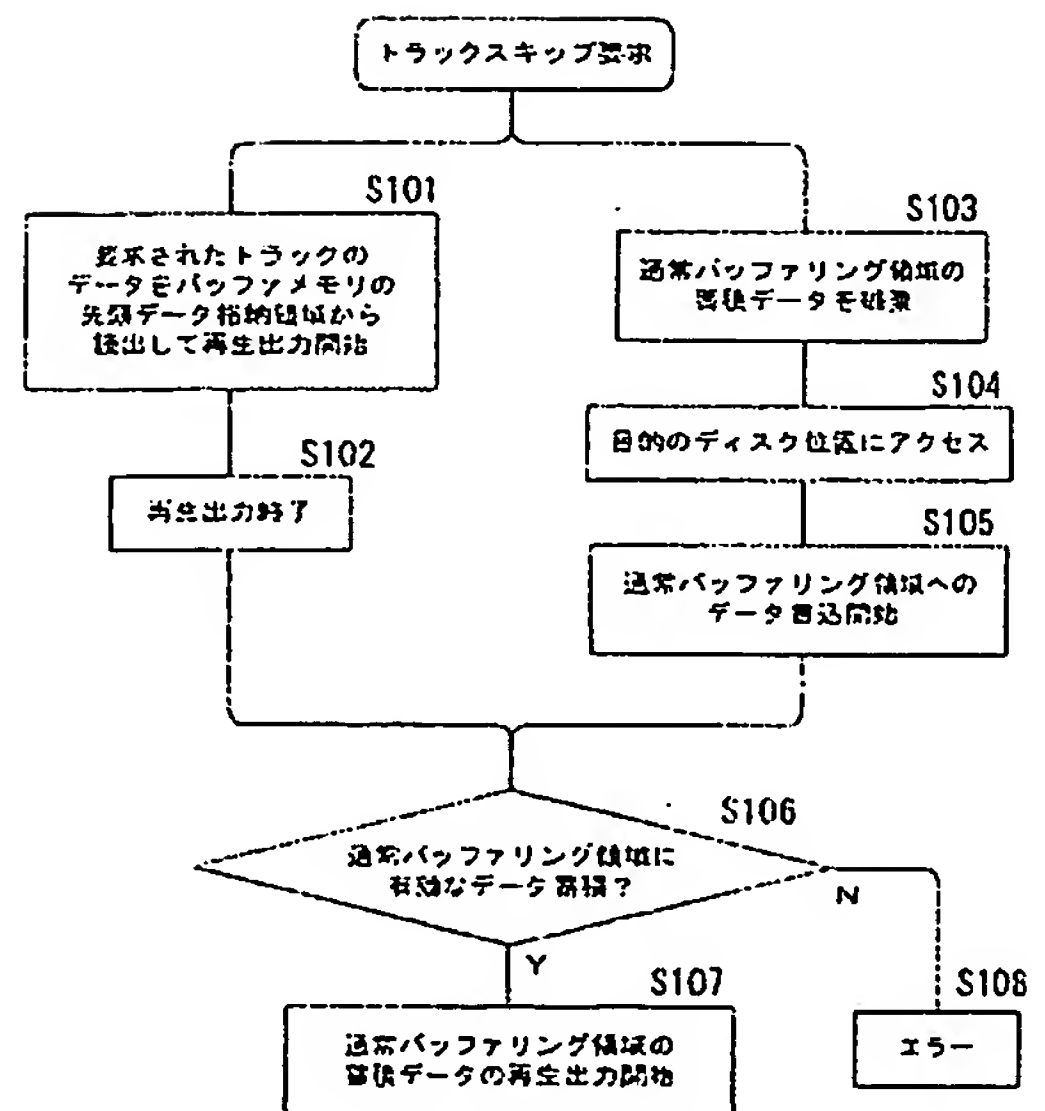 トラックスキップ要求
S101
要求されたトラックの
データをバッファメモリの
先頭データ格納領域から
読出して再生出力開始
S102
再生出力終了
S103
通常バッファリング領域の
蓄積データを破棄
S104
目的のディスク位置にアクセス
S105
通常バッファリング領域への
データ書込開始
S106
通常バッファリング領域に
有効なデータ蓄積?
N
Y
S107
通常バッファリング領域の
蓄積データの再生出力開始
S108
エラー